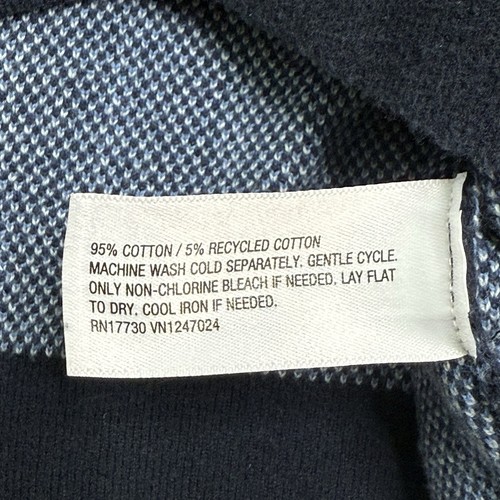 95% COTTON / 5% RECYCLED COTTON
MACHINE WASH COLD SEPARATELY. GENTLE CYCLE.
ONLY NON-CHLORINE BLEACH IF NEEDED. LAY FLAT
TO DRY. COOL IRON IF NEEDED.
RN17730 VN1247024